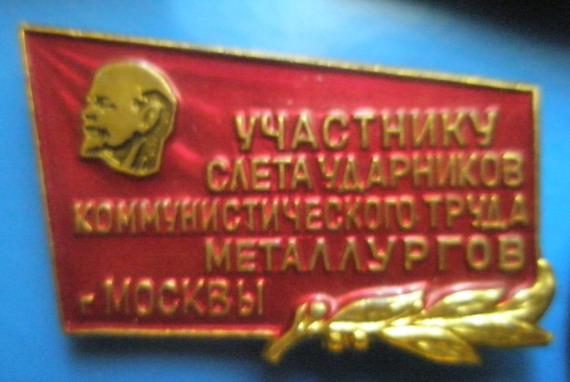 УЧАСТНИКУ
СЛЕТА УДАРНИКОВ
КОММУНИСТИЧЕСКОГО ТРУДА
МЕТАЛЛУРГОВ
г. МОСКВЫ